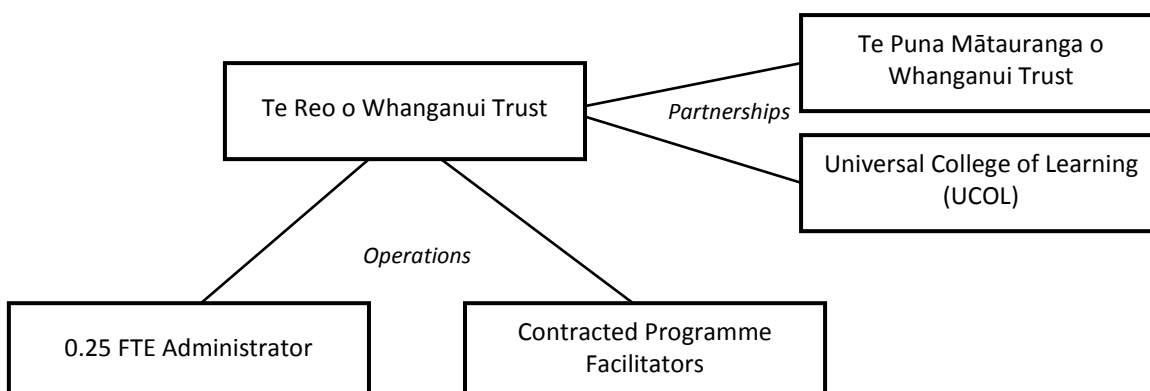 Te Puna Mātauranga o
Whanganui Trust
Te Reo o Whanganui Trust
Partnerships
Universal College of Learning
(UCOL)
Operations
0.25 FTE Administrator
Contracted Programme
Facilitators